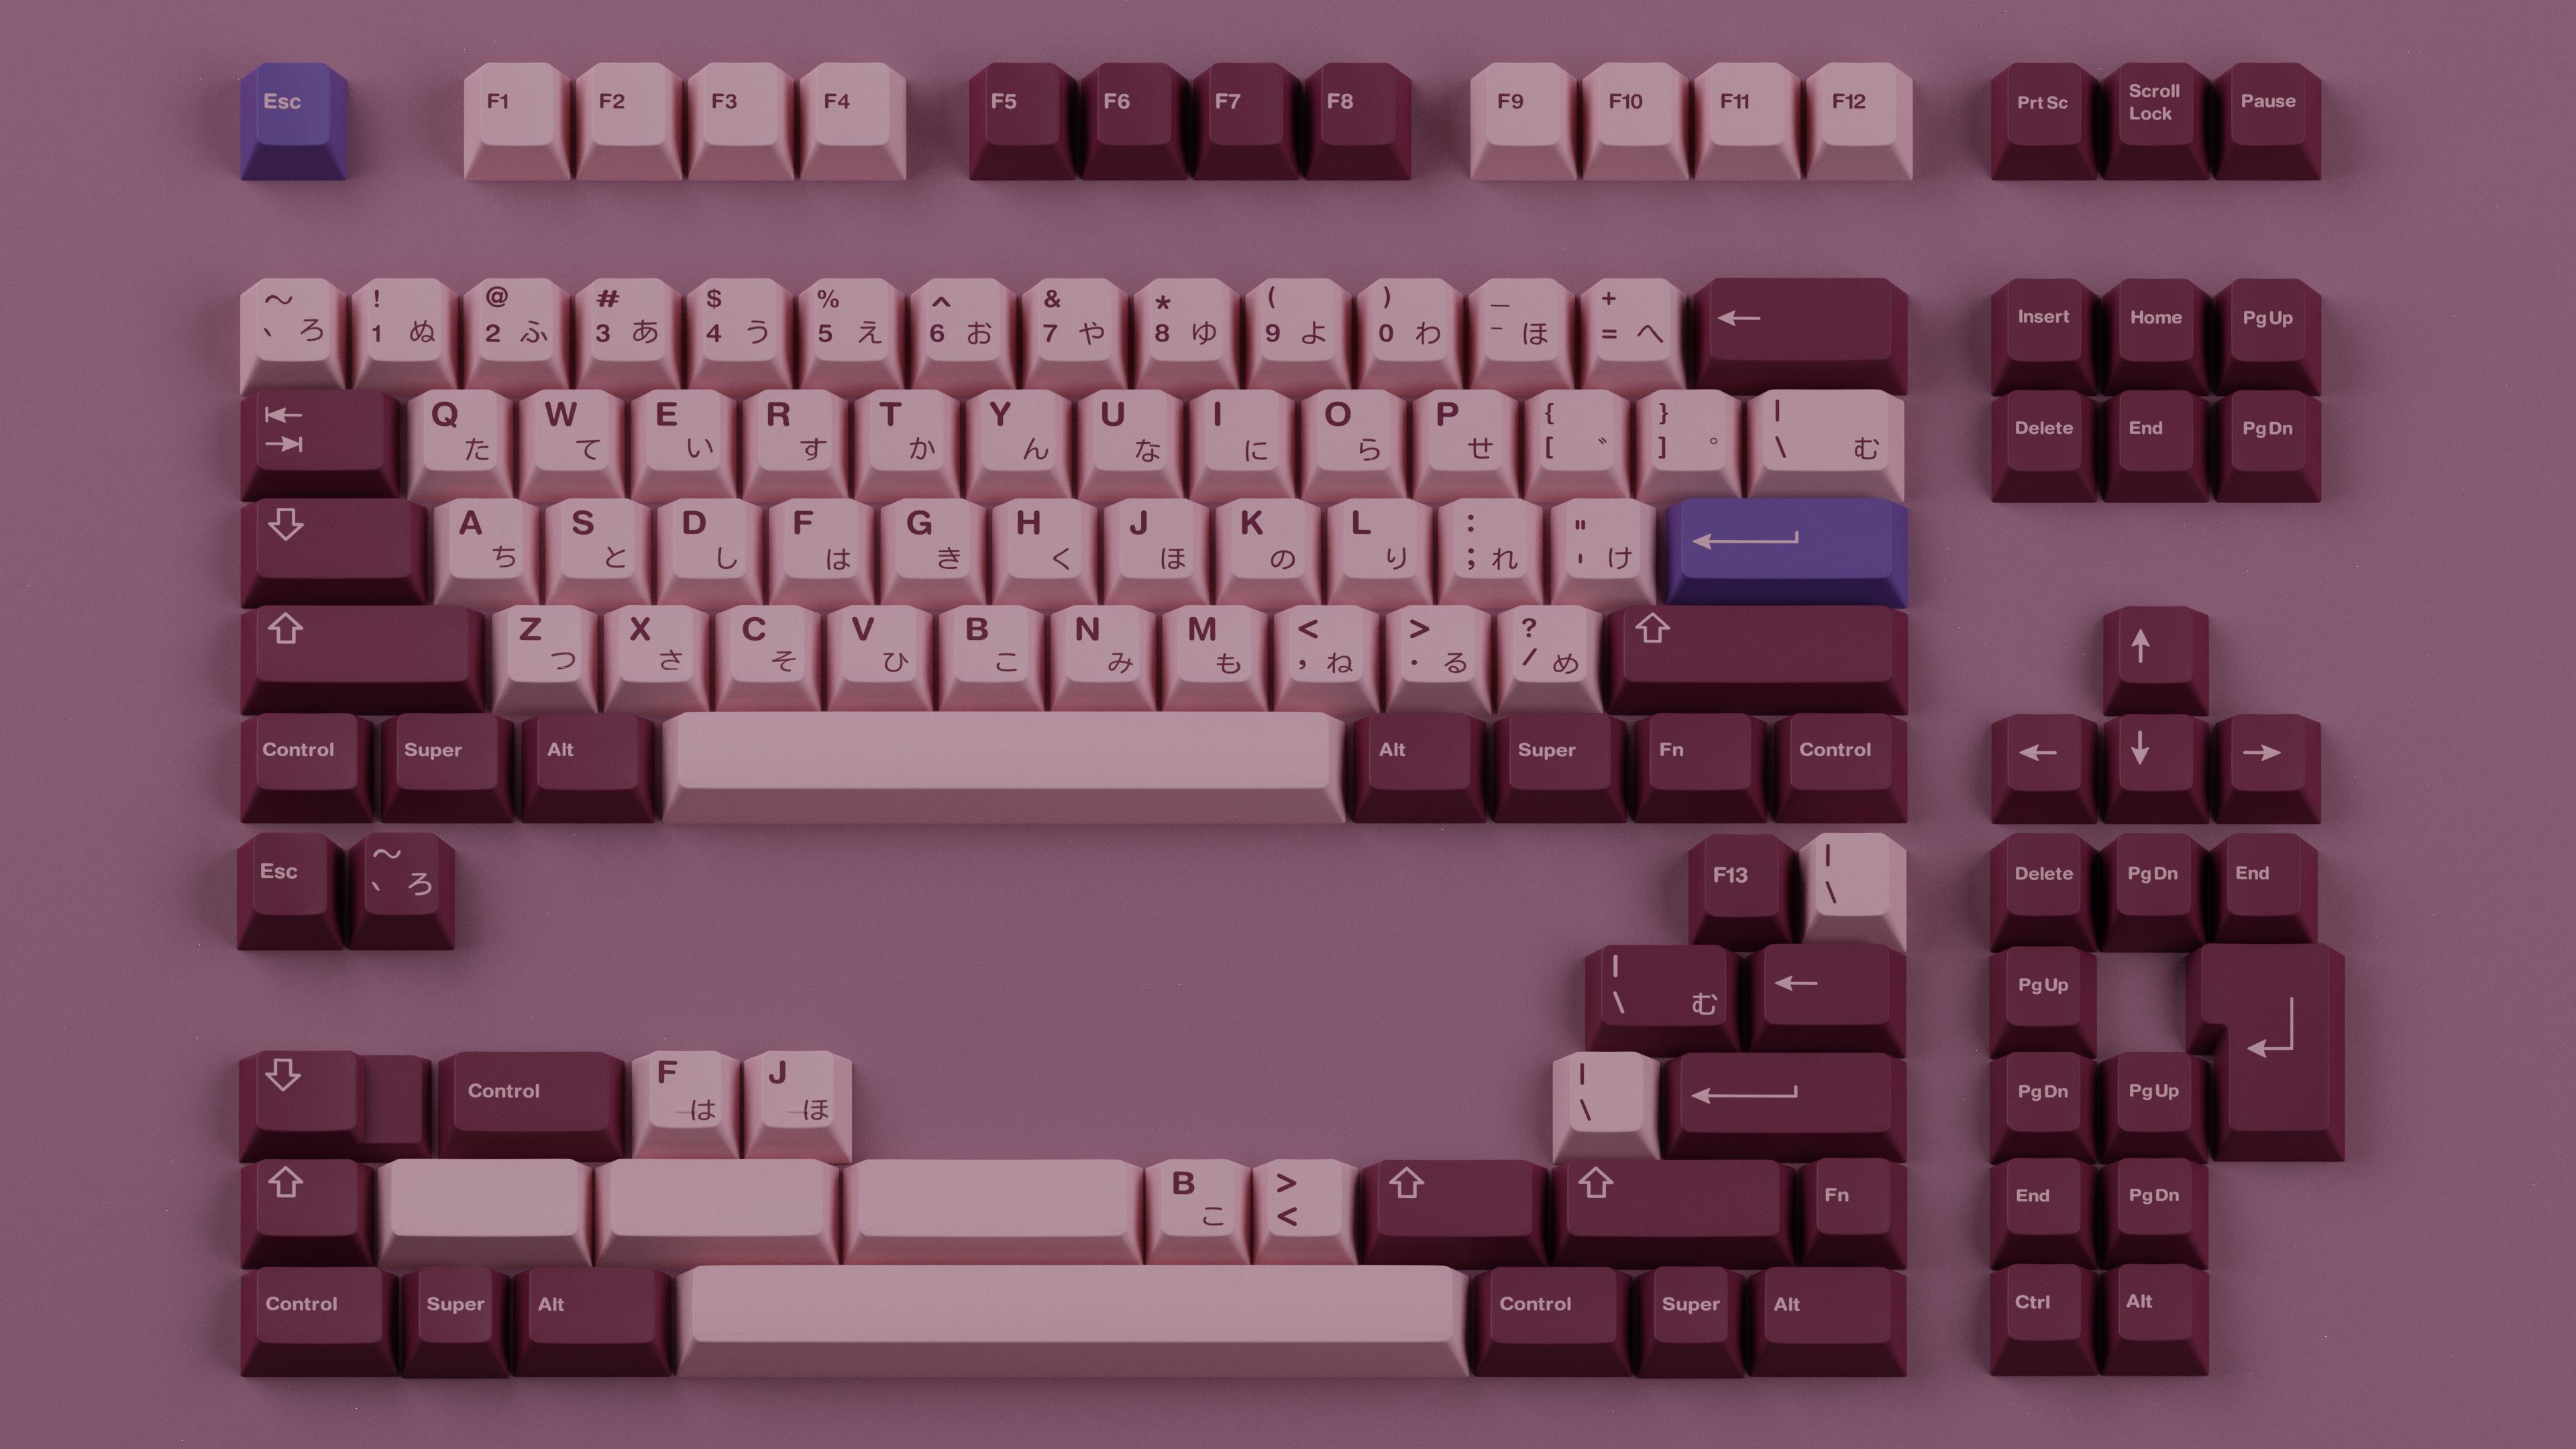 Esc F1 F2 F3 F4 F5 F6 F7 F8 F9 F10 F11 F12 Prt Sc Scroll Lock Pause
~ ! @ # $ % ^ & * ( ) _ +
` ろ 1 ぬ 2 ふ 3 あ 4 う 5 え 6 お 7 や 8 ゆ 9 よ 0 わ - ほ = へ ← Insert Home Pg Up
⇤ Q W E R T Y U I O P { } |
⇥ た て い す か ん な に ら せ [ ゛ ] ゜ \ む Delete End Pg Dn
⇩ A S D F G H J K L : "
ち と し は き く ほ の り ; れ ' け ↵
⇧ Z X C V B N M < > ? ⇧ ↑
つ さ そ ひ こ み も , ね . る / め
Control Super Alt Alt Super Fn Control ← ↓ →
Esc ~ F13 | Delete Pg Dn End
` ろ \
| ← Pg Up
\ む ↵
⇩ Control F J | ↵ Pg Dn Pg Up
は ほ \
⇧ B > ⇧ ⇧ Fn End Pg Dn
こ <
Control Super Alt Control Super Alt Ctrl Alt